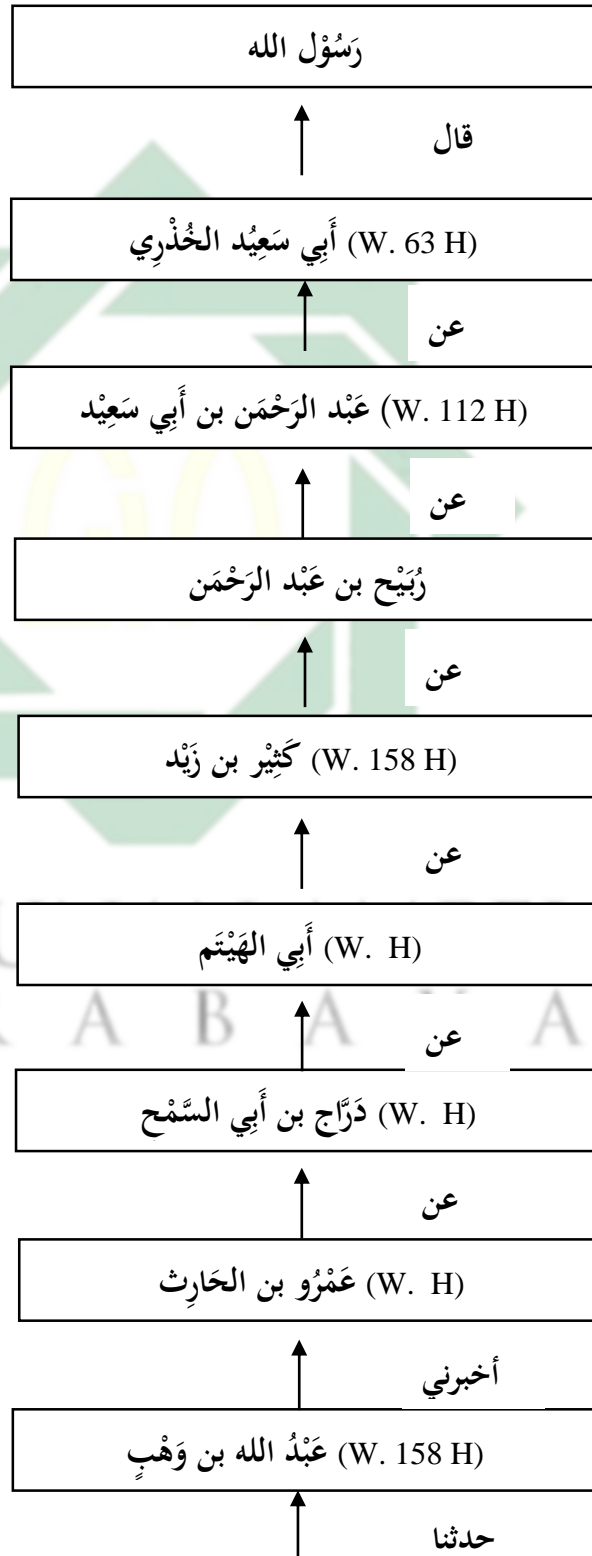 رَسُوْل الله
قال
(W. 63 H) أَبِي سَعِيُد الخُذْرِي
عن
(W. 112 H) عَبْد الرَحْمَن بن أَبِي سَعِيْد
عن
رُبَيْح بن عَبْد الرَحْمَن
عن
(W. 158 H) كَثِيْر بن زَيْد
عن
(W. H) أَبِي الهَيْتَم
A B A A
عن
(W. H) دَرَّاج بن أَبِي السَّمْح
عن
(W. H) عَمْرُو بن الحَارِث
أخبرني
(W. 158 H) عَبْدُ الله بن وَهْبٍ
حدثنا